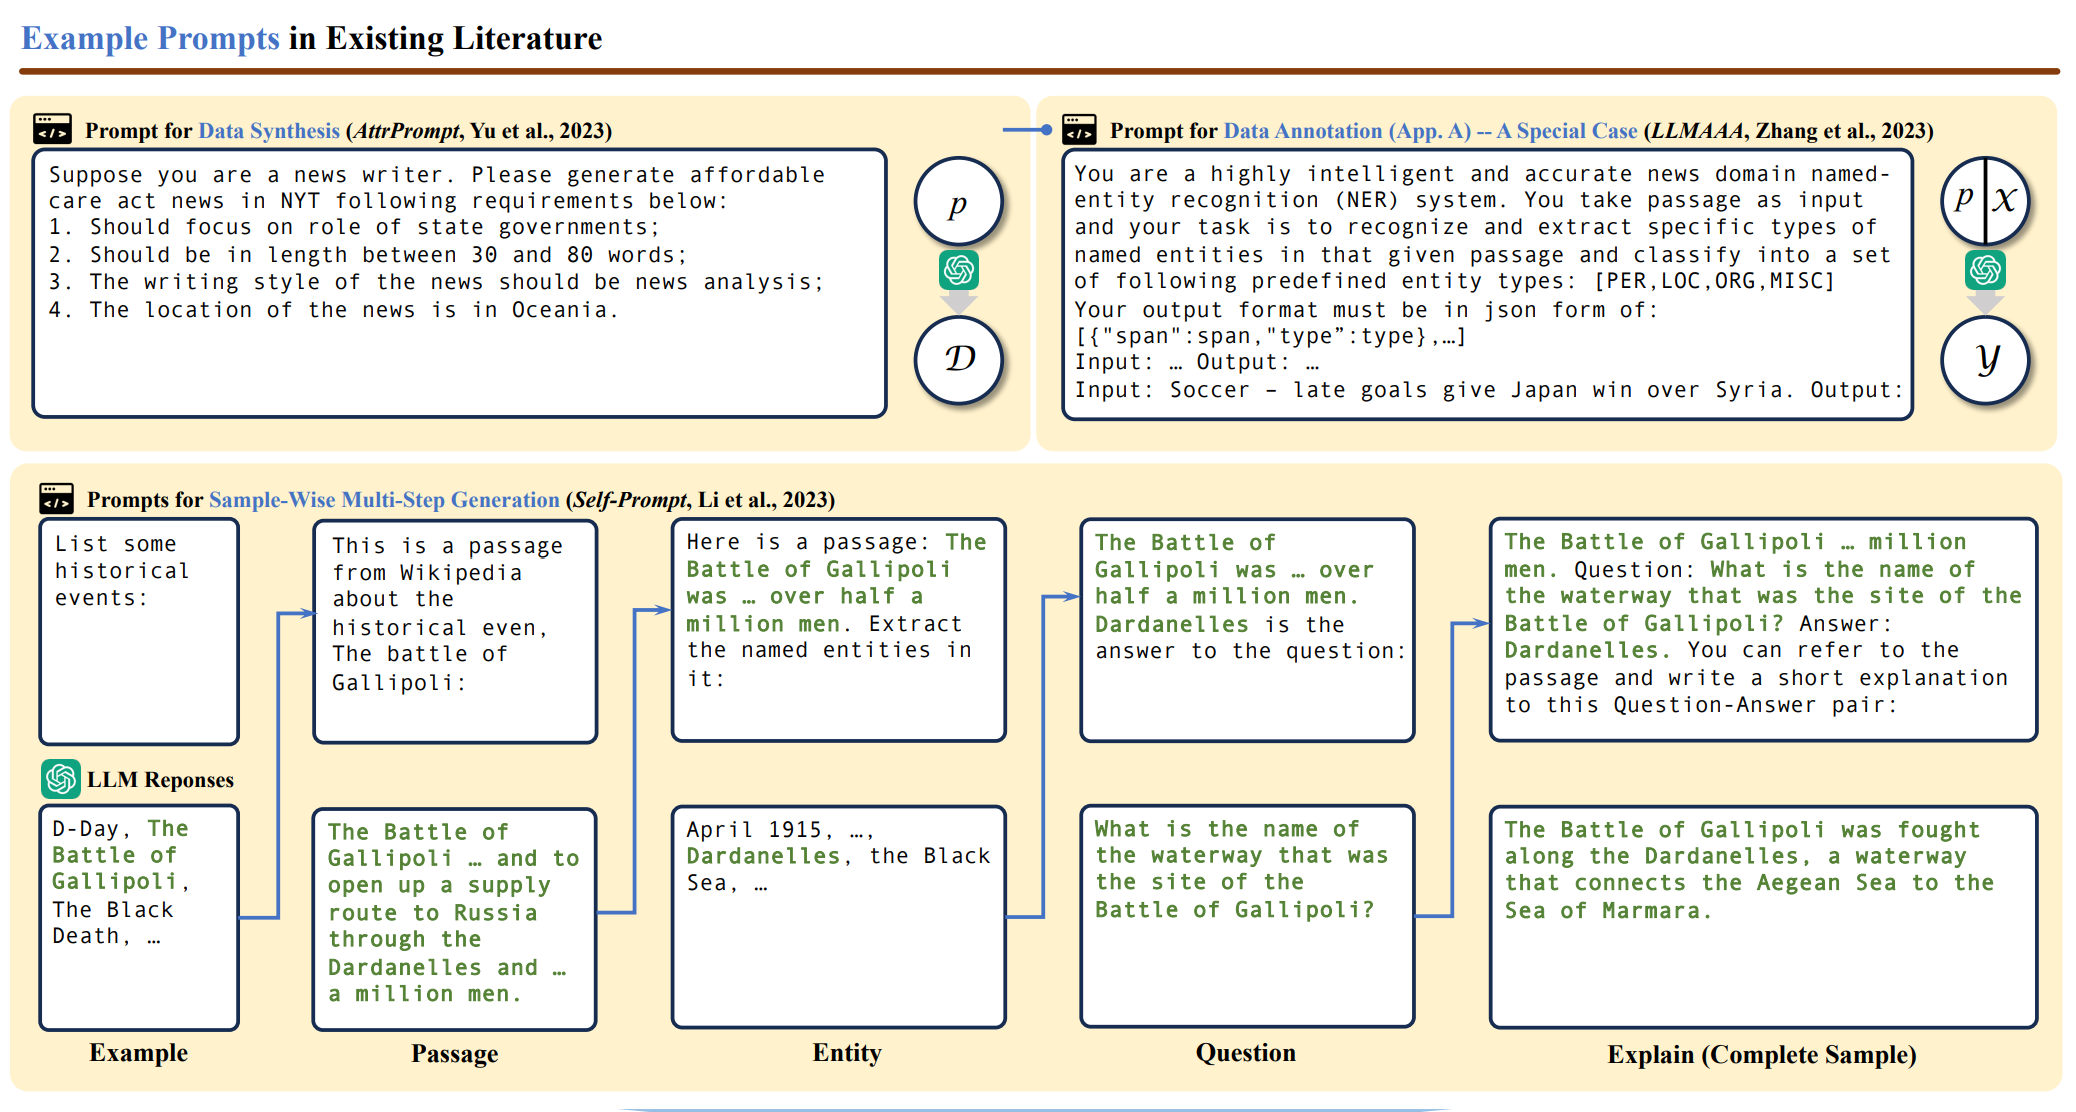 Example Prompts in Existing Literature
Prompt for Data Synthesis (AttrPrompt, Yu et al., 2023)
Suppose you are a news writer. Please generate affordable
care act news in NYT following requirements below:
1. Should focus on role of state governments;
2. Should be in length between 30 and 80 words;
3. The writing style of the news should be news analysis;
4. The location of the news is in Oceania.
p
D
Prompt for Data Annotation (App. A) -- A Special Case (LLMAAA, Zhang et al., 2023)
You are a highly intelligent and accurate news domain named-
entity recognition (NER) system. You take passage as input
and your task is to recognize and extract specific types of
named entities in that given passage and classify into a set
of following predefined entity types: [PER,LOC,ORG,MISC]
Your output format must be in json form of:
[{"span":span,"type”:type},…]
Input: … Output: …
Input: Soccer – late goals give Japan win over Syria. Output:
p X
Y
Prompts for Sample-Wise Multi-Step Generation (Self-Prompt, Li et al., 2023)
List some
historical
events:
This is a passage
from Wikipedia
about the
historical even,
The battle of
Gallipoli:
Here is a passage: The
Battle of Gallipoli
was … over half a
million men. Extract
the named entities in
it:
The Battle of
Gallipoli was … over
half a million men.
Dardanelles is the
answer to the question:
The Battle of Gallipoli … million
men. Question: What is the name of
the waterway that was the site of the
Battle of Gallipoli? Answer:
Dardanelles. You can refer to the
passage and write a short explanation
to this Question-Answer pair:
LLM Reponses
D-Day, The
Battle of
Gallipoli,
The Black
Death, …
The Battle of
Gallipoli … and to
open up a supply
route to Russia
through the
Dardanelles and …
a million men.
April 1915, …,
Dardanelles, the Black
Sea, …
What is the name of
the waterway that was
the site of the
Battle of Gallipoli?
The Battle of Gallipoli was fought
along the Dardanelles, a waterway
that connects the Aegean Sea to the
Sea of Marmara.
Example
Passage
Entity
Question
Explain (Complete Sample)